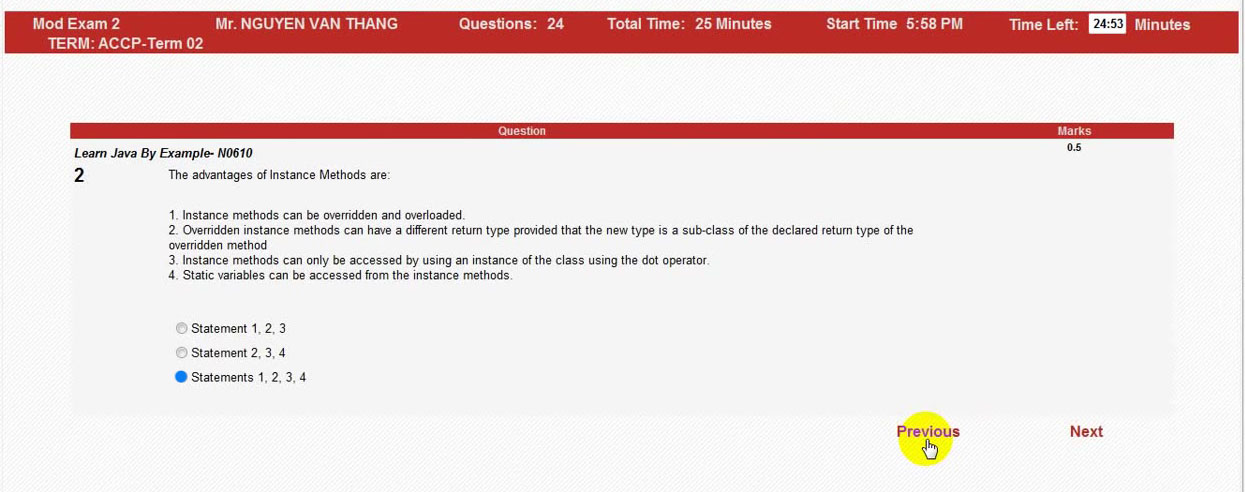 Mod Exam 2 Mr. NGUYEN VAN THANG Questions: 24 Total Time: 25 Minutes Start Time 5:58 PM Time Left: 24:53 Minutes
TERM: ACCP-Term 02
Question Marks
Learn Java By Example- N0610 0.5
2 The advantages of Instance Methods are:
1. Instance methods can be overridden and overloaded.
2. Overridden instance methods can have a different return type provided that the new type is a sub-class of the declared return type of the
overridden method
3. Instance methods can only be accessed by using an instance of the class using the dot operator.
4. Static variables can be accessed from the instance methods.
Statement 1, 2, 3
Statement 2, 3, 4
Statements 1, 2, 3, 4
Previous Next